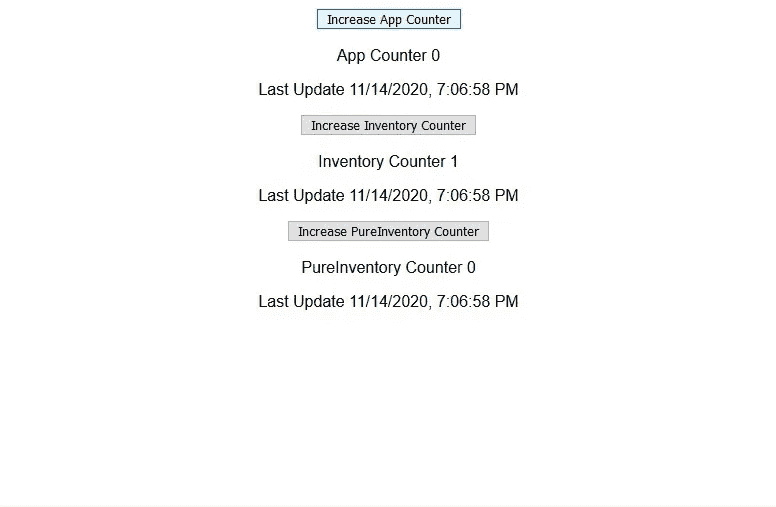 Increase App Counter
App Counter 0
Last Update 11/14/2020, 7:06:58 PM
Increase Inventory Counter
Inventory Counter 1
Last Update 11/14/2020, 7:06:58 PM
Increase PureInventory Counter
PureInventory Counter 0
Last Update 11/14/2020, 7:06:58 PM